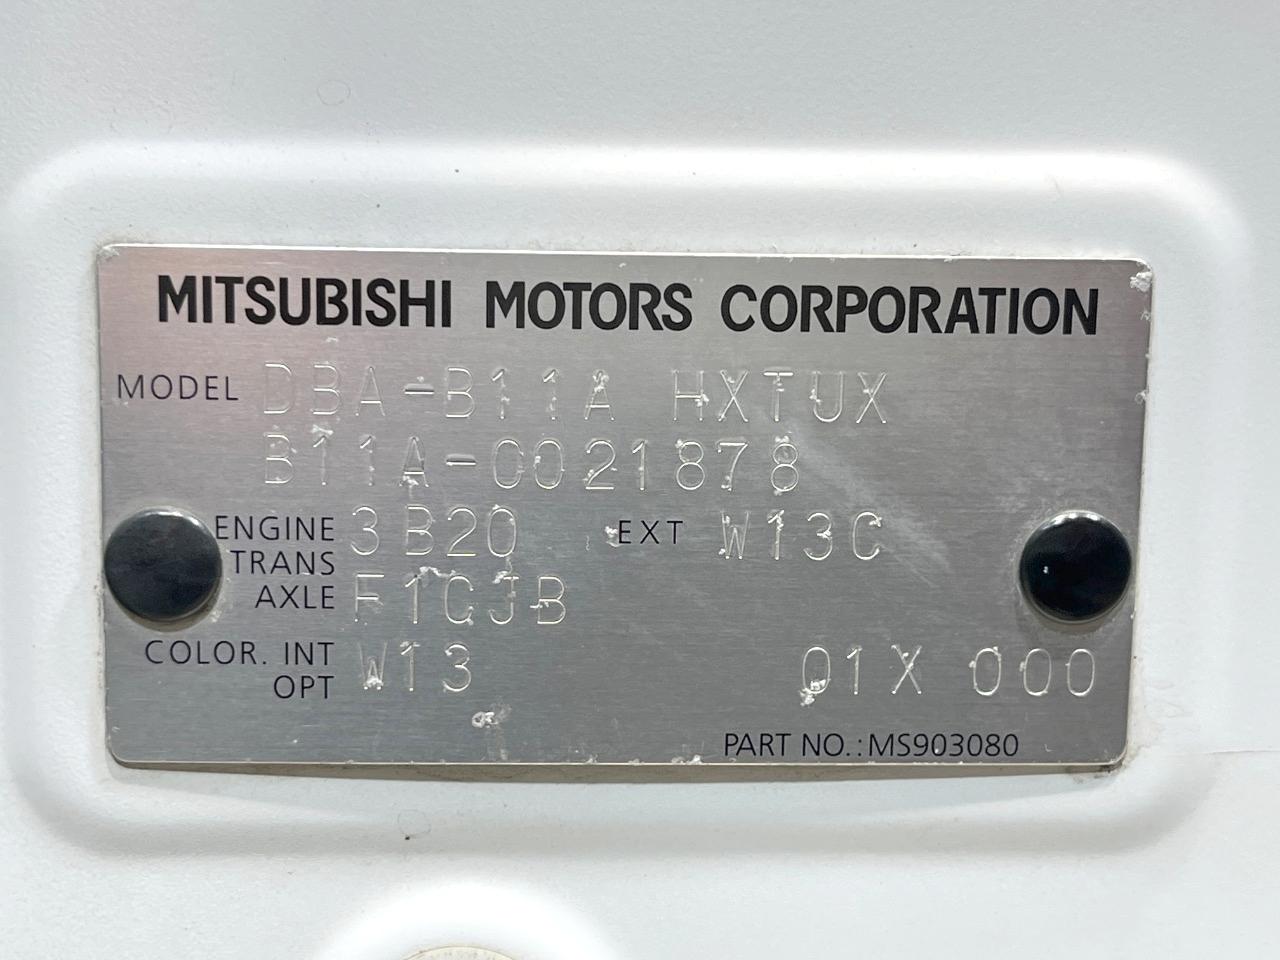 MITSUBISHI MOTORS CORPORATION
MODEL DBA-B11A HXTUX
B11A-0021878
ENGINE 3B20 EXT W13C
TRANS
AXLE F1CJB
COLOR. INT W13 01X 000
OPT
PART NO.: MS903080